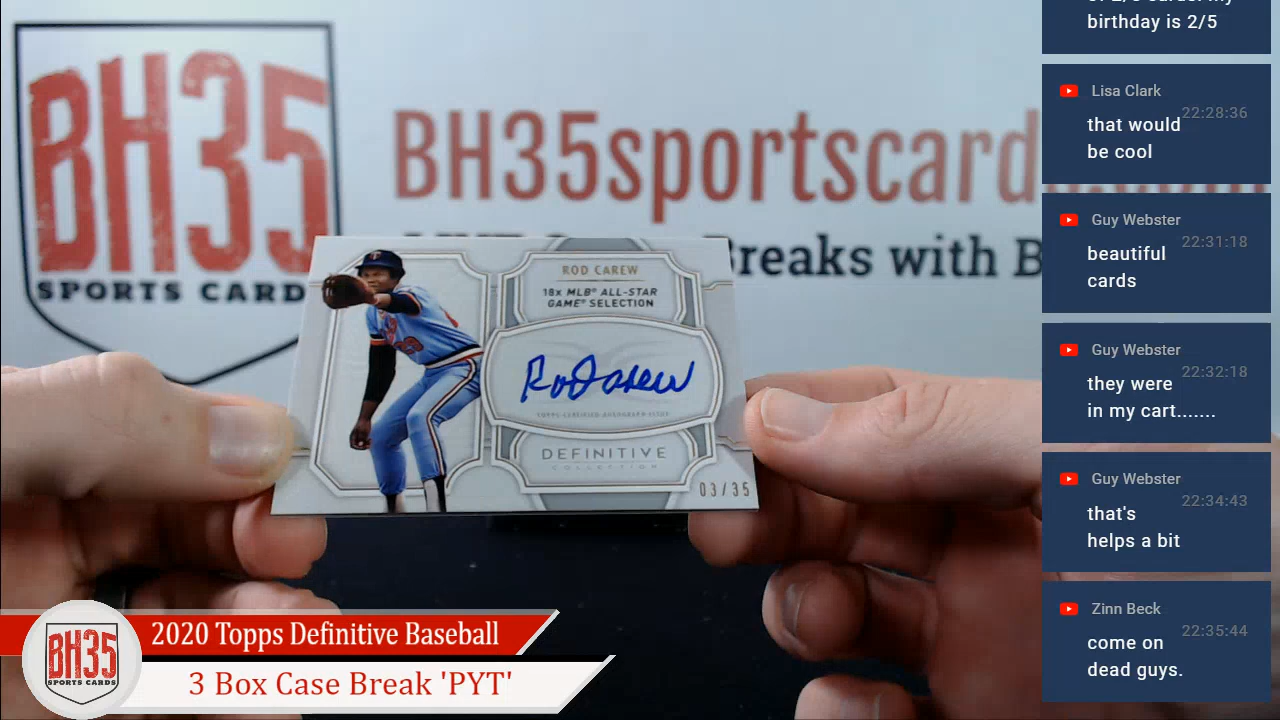 BH35
SPORTS CARD
BH35sportscard
Breaks with B
ROD CAREW
18x MLB® ALL-STAR
GAME® SELECTION
Rod Carew
TOPPS CERTIFIED AUTOGRAPH ISSUE
DEFINITIVE
COLLECTION
03/35
2020 Topps Definitive Baseball
3 Box Case Break 'PYT'
BH35
SPORTS CARDS
birthday is 2/5
Lisa Clark
22:28:36
that would
be cool
Guy Webster
22:31:18
beautiful
cards
Guy Webster
22:32:18
they were
in my cart.......
Guy Webster
22:34:43
that's
helps a bit
Zinn Beck
22:35:44
come on
dead guys.